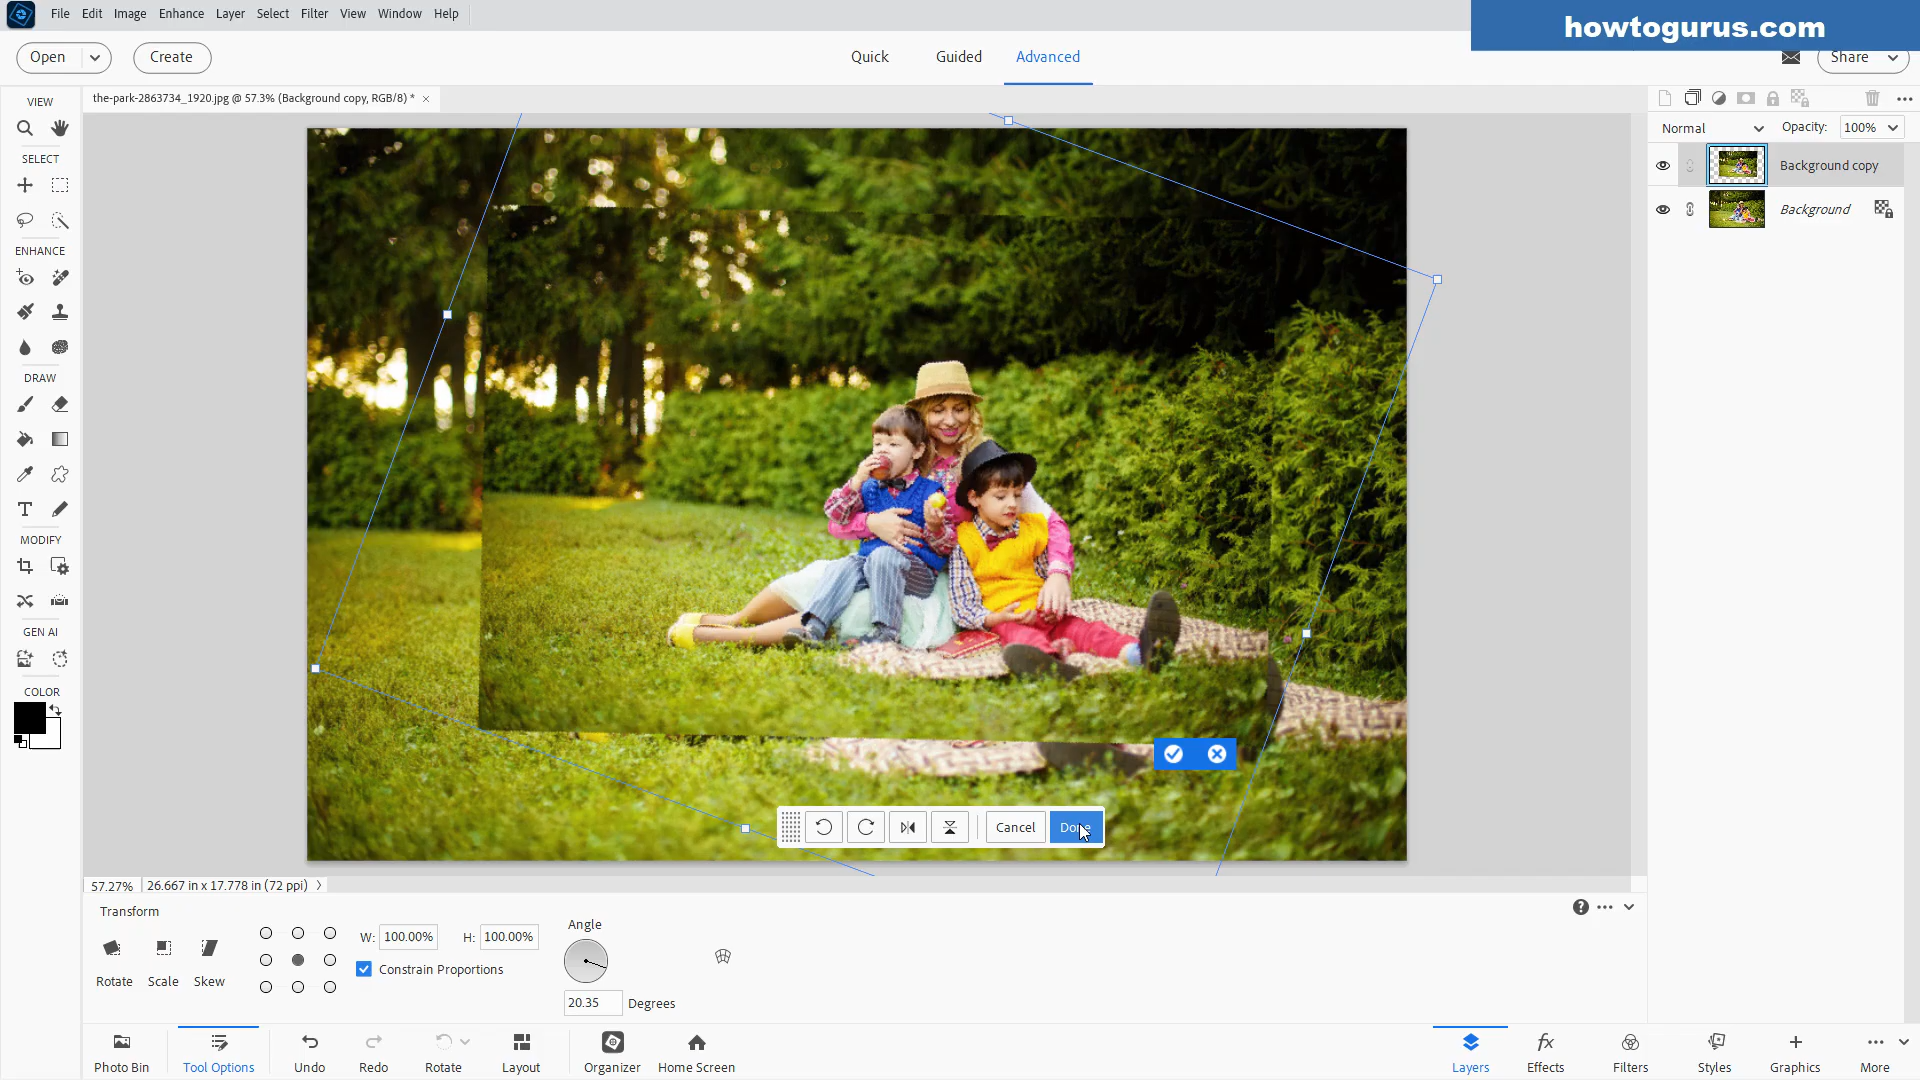 File Edit Image Enhance Layer Select Filter View Window Help
howtogurus.com
Open Create Quick Guided Advanced Share
the-park-2863734_1920.jpg @ 57.3% (Background copy, RGB/8) * ×
VIEW
SELECT
ENHANCE
DRAW
MODIFY
GEN AI
COLOR
Normal Opacity: 100%
Background copy
Background
Cancel Done
57.27% 26.667 in x 17.778 in (72 ppi)
Transform
Rotate Scale Skew
W: 100.00% H: 100.00%
Constrain Proportions
Angle
20.35 Degrees
Photo Bin Tool Options Undo Redo Rotate Layout Organizer Home Screen Layers Effects Filters Styles Graphics More